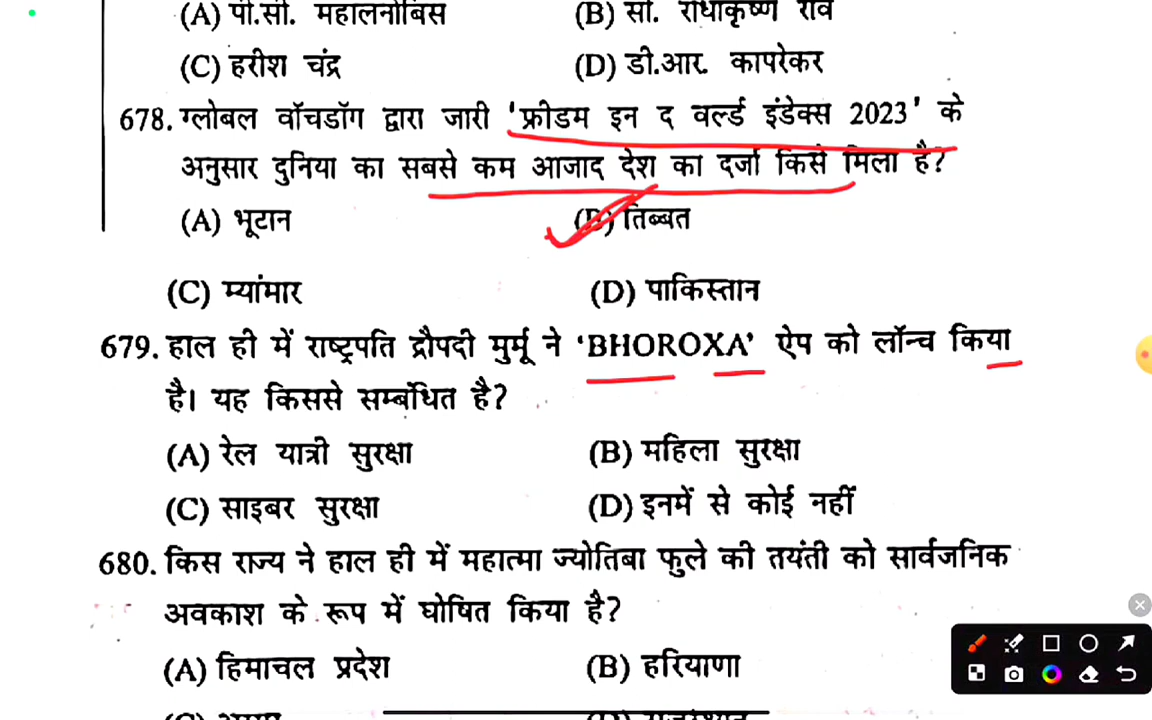 (A) पी.सी. महालनोबिस (B) सी. राधाकृष्ण राव
(C) हरीश चंद्र (D) डी.आर. कापरेकर
678. ग्लोबल वॉचडॉग द्वारा जारी 'फ्रीडम इन द वर्ल्ड इंडेक्स 2023' के
अनुसार दुनिया का सबसे कम आजाद देश का दर्जा किसे मिला है?
(A) भूटान (B) तिब्बत
(C) म्यांमार (D) पाकिस्तान
679. हाल ही में राष्ट्रपति द्रौपदी मुर्मू ने 'BHOROXA' ऐप को लॉन्च किया
है। यह किससे सम्बंधित है?
(A) रेल यात्री सुरक्षा (B) महिला सुरक्षा
(C) साइबर सुरक्षा (D) इनमें से कोई नहीं
680. किस राज्य ने हाल ही में महात्मा ज्योतिबा फुले की तयंती को सार्वजनिक
अवकाश के रूप में घोषित किया है?
(A) हिमाचल प्रदेश (B) हरियाणा